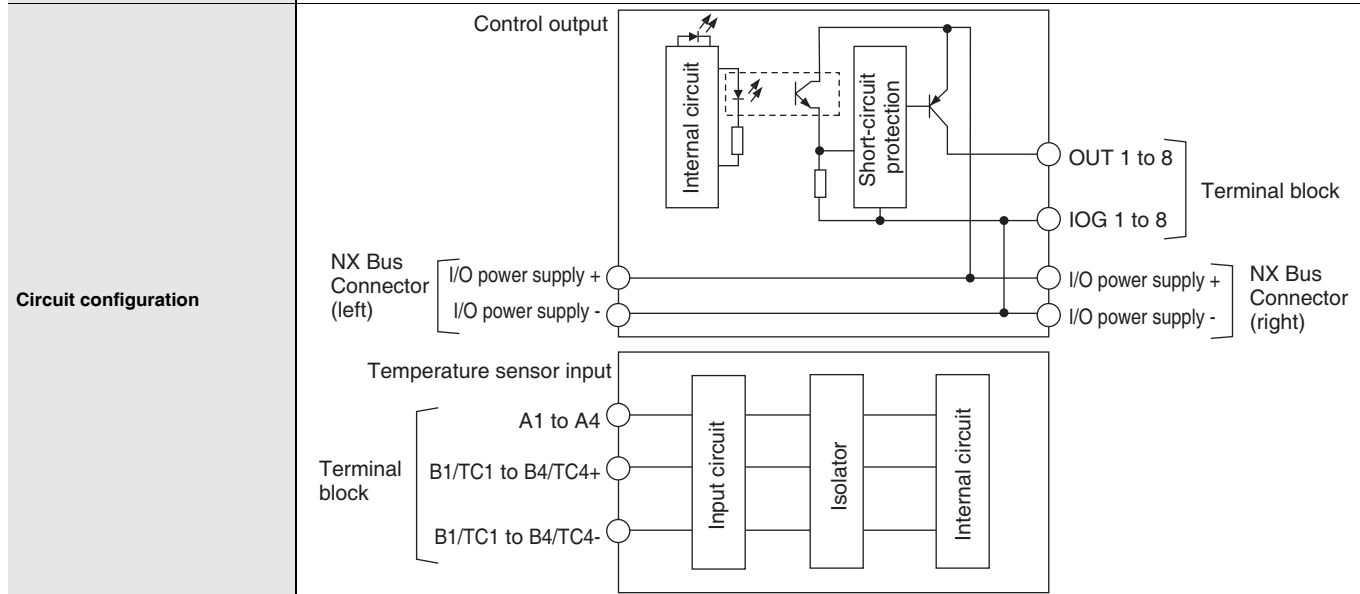 Circuit configuration
Control output
Internal circuit
Short-circuit
protection
OUT 1 to 8
IOG 1 to 8
Terminal block
NX Bus
Connector
(left)
I/O power supply +
I/O power supply -
I/O power supply +
I/O power supply -
NX Bus
Connector
(right)
Temperature sensor input
Terminal
block
A1 to A4
B1/TC1 to B4/TC4+
B1/TC1 to B4/TC4-
Input circuit
Isolator
Internal circuit